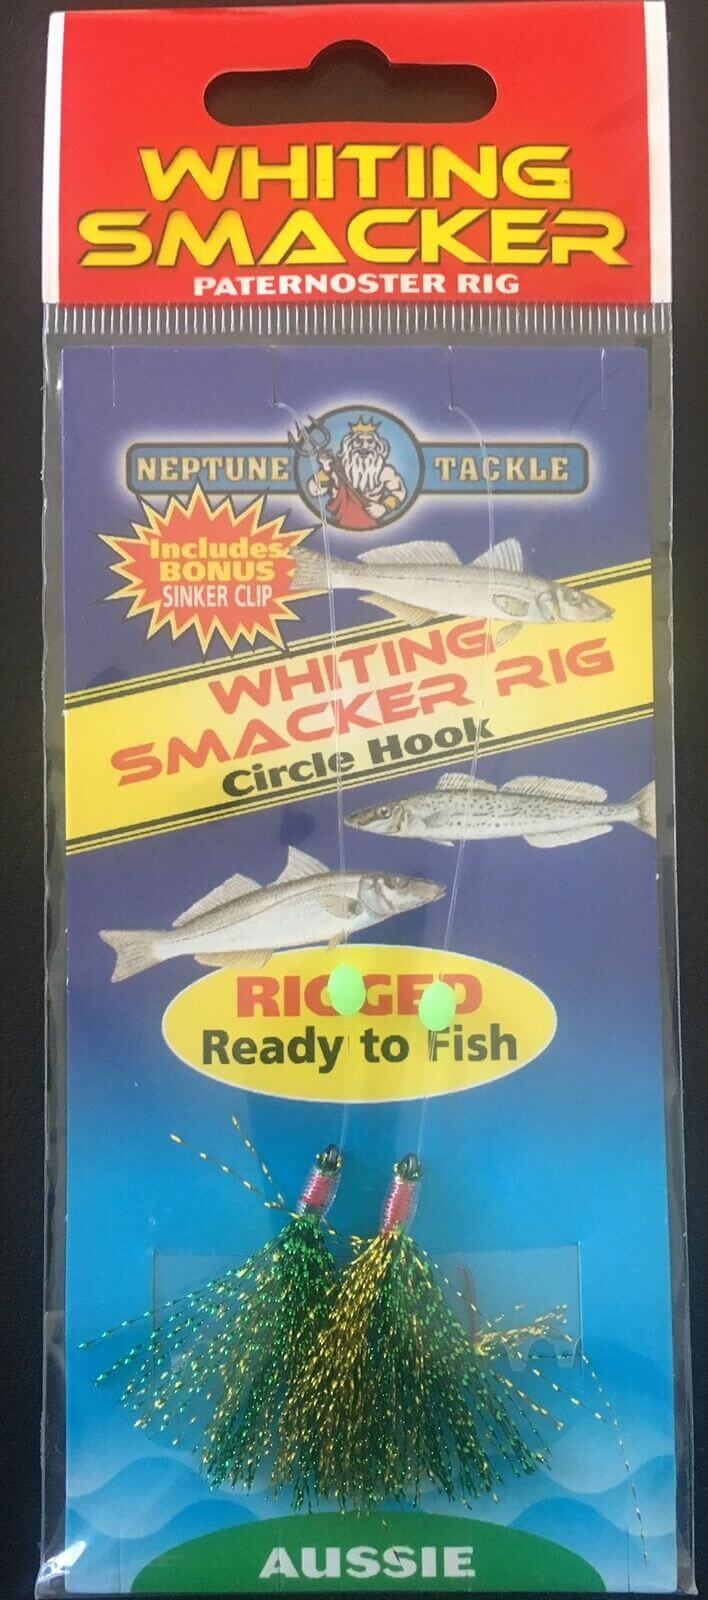 WHITING
SMACKER
PATERNOSTER RIG
NEPTUNE TACKLE
Includes
BONUS
SINKER CLIP
WHITING
SMACKER RIG
Circle Hook
RIGGED
Ready to Fish
AUSSIE